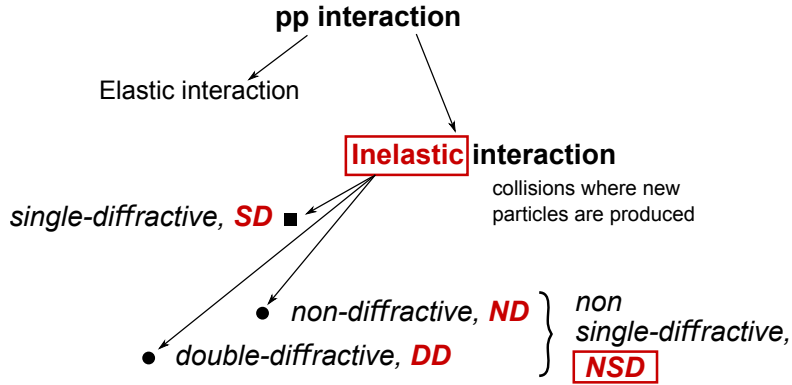 pp interaction
Elastic interaction
Inelastic interaction
collisions where new
particles are produced
single-diffractive, SD
non-diffractive, ND
double-diffractive, DD
non
single-diffractive,
NSD